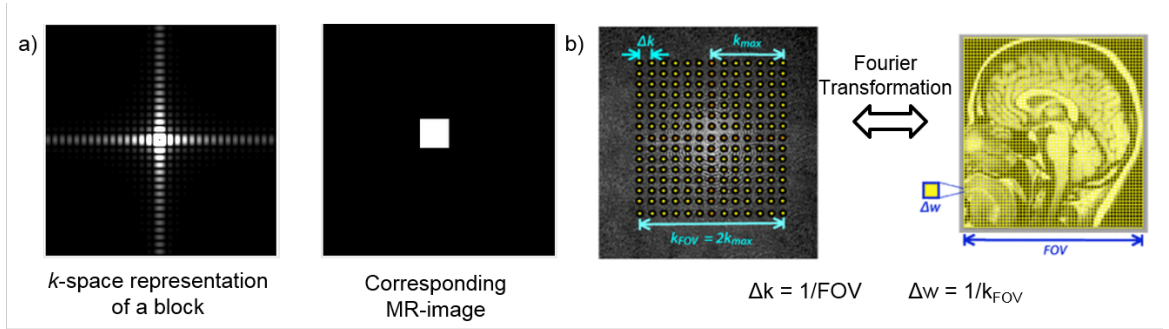 a)
k-space representation
of a block
Corresponding
MR-image
b)
Δk
kmax
kFOV = 2kmax
Fourier
Transformation
Δw
FOV
Δk = 1/FOV
Δw = 1/kFOV